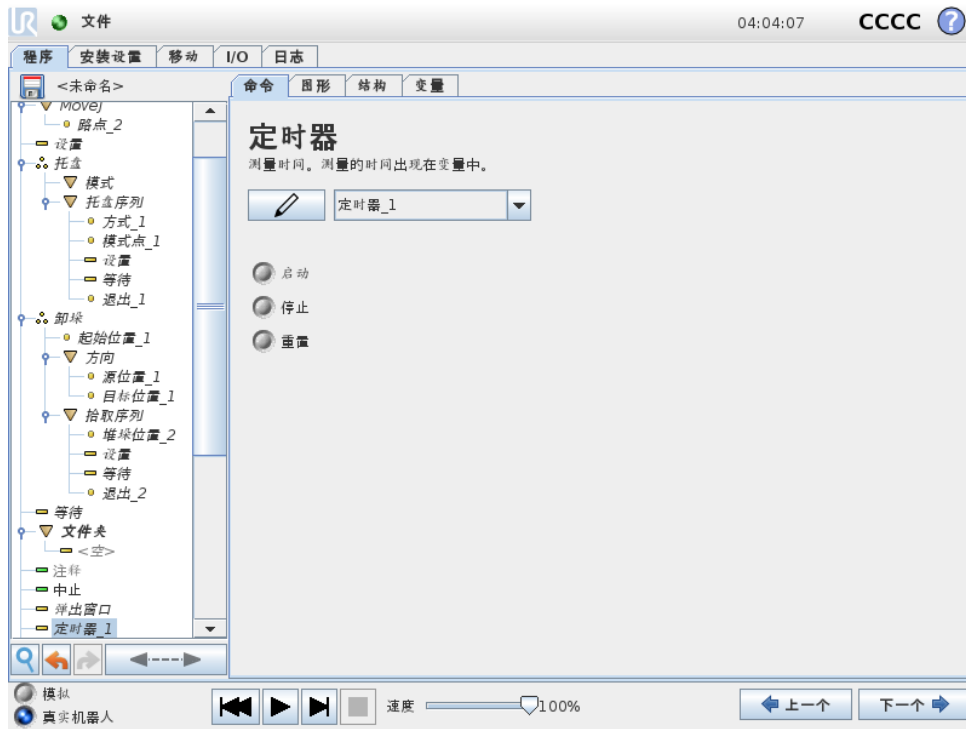 UR 文件 04:04:07 CCCC ?
程序 安装设置 移动 I/O 日志
<未命名> 命令 图形 结构 变量
MoveJ
路点_2
设置
托盘
模式
托盘序列
方式_1
模式点_1
设置
等待
退出_1
卸垛
起始位置_1
方向
源位置_1
目标位置_1
拾取序列
堆垛位置_2
设置
等待
退出_2
等待
文件夹
<空>
注释
中止
弹出窗口
定时器_1
定时器
测量时间。测量的时间出现在变量中。
定时器_1
启动
停止
重置
模拟
真实机器人
速度 100% 上一个 下一个